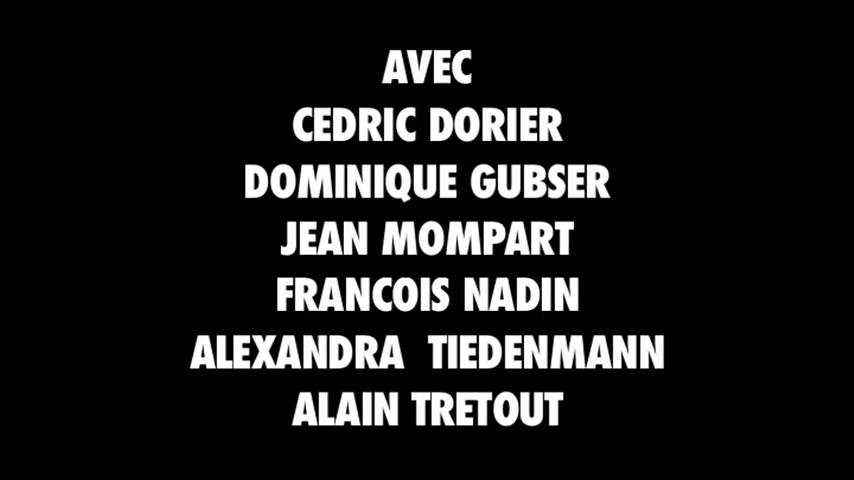 AVEC
CEDRIC DORIER
DOMINIQUE GUBSER
JEAN MOMPART
FRANCOIS NADIN
ALEXANDRA TIEDENMANN
ALAIN TRETOUT